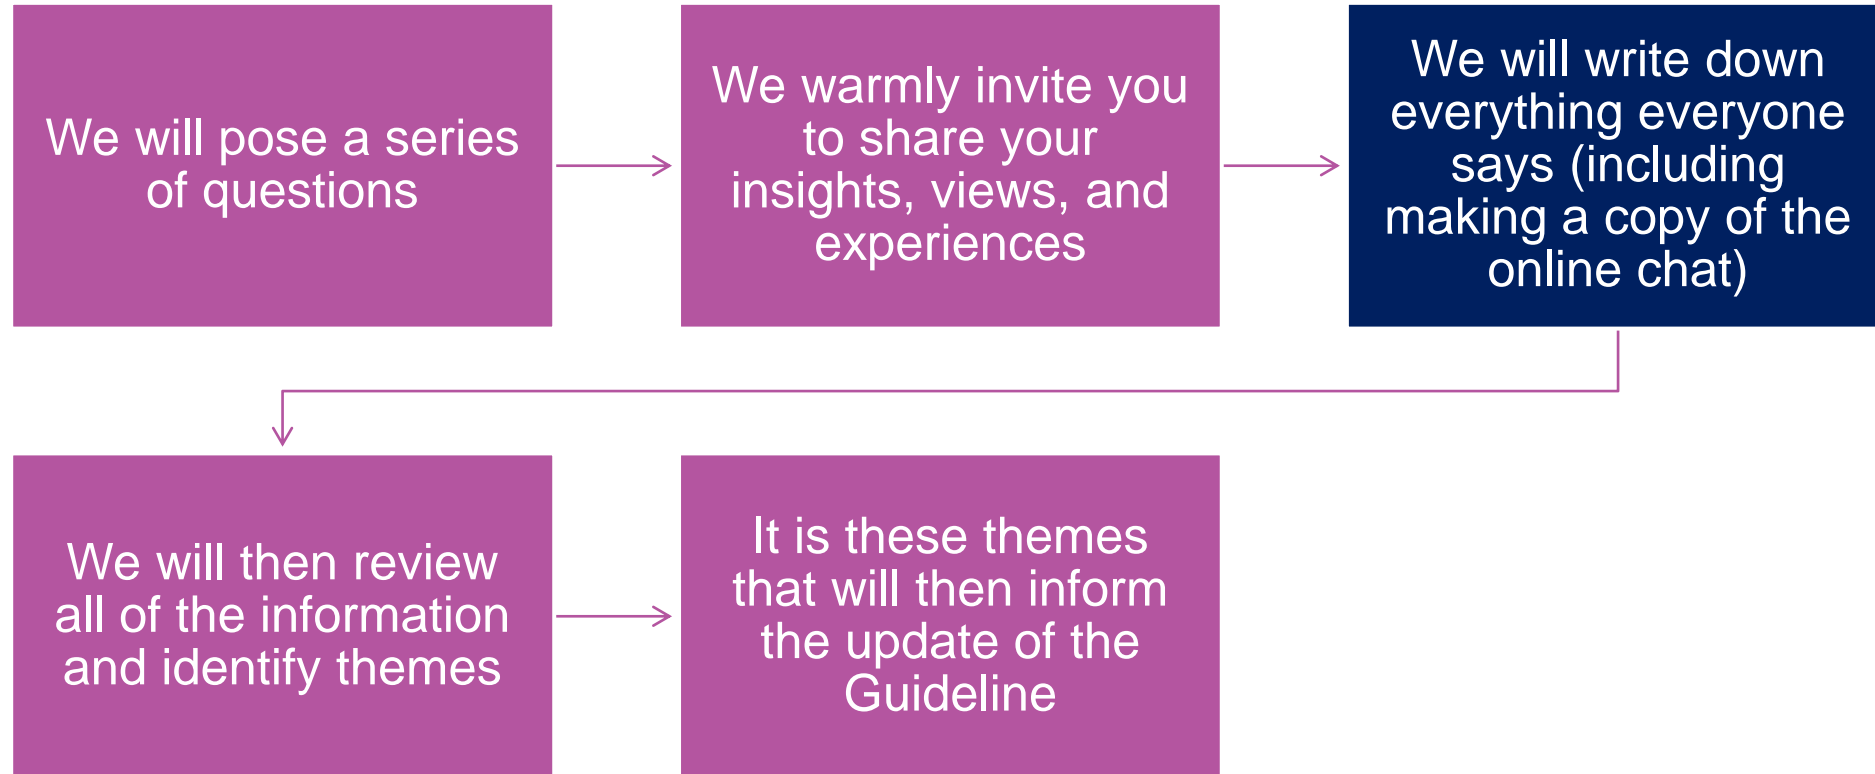 We will pose a series
of questions
We warmly invite you
to share your
insights, views, and
experiences
We will write down
everything everyone
says (including
making a copy of the
online chat)
We will then review
all of the information
and identify themes
It is these themes
that will then inform
the update of the
Guideline